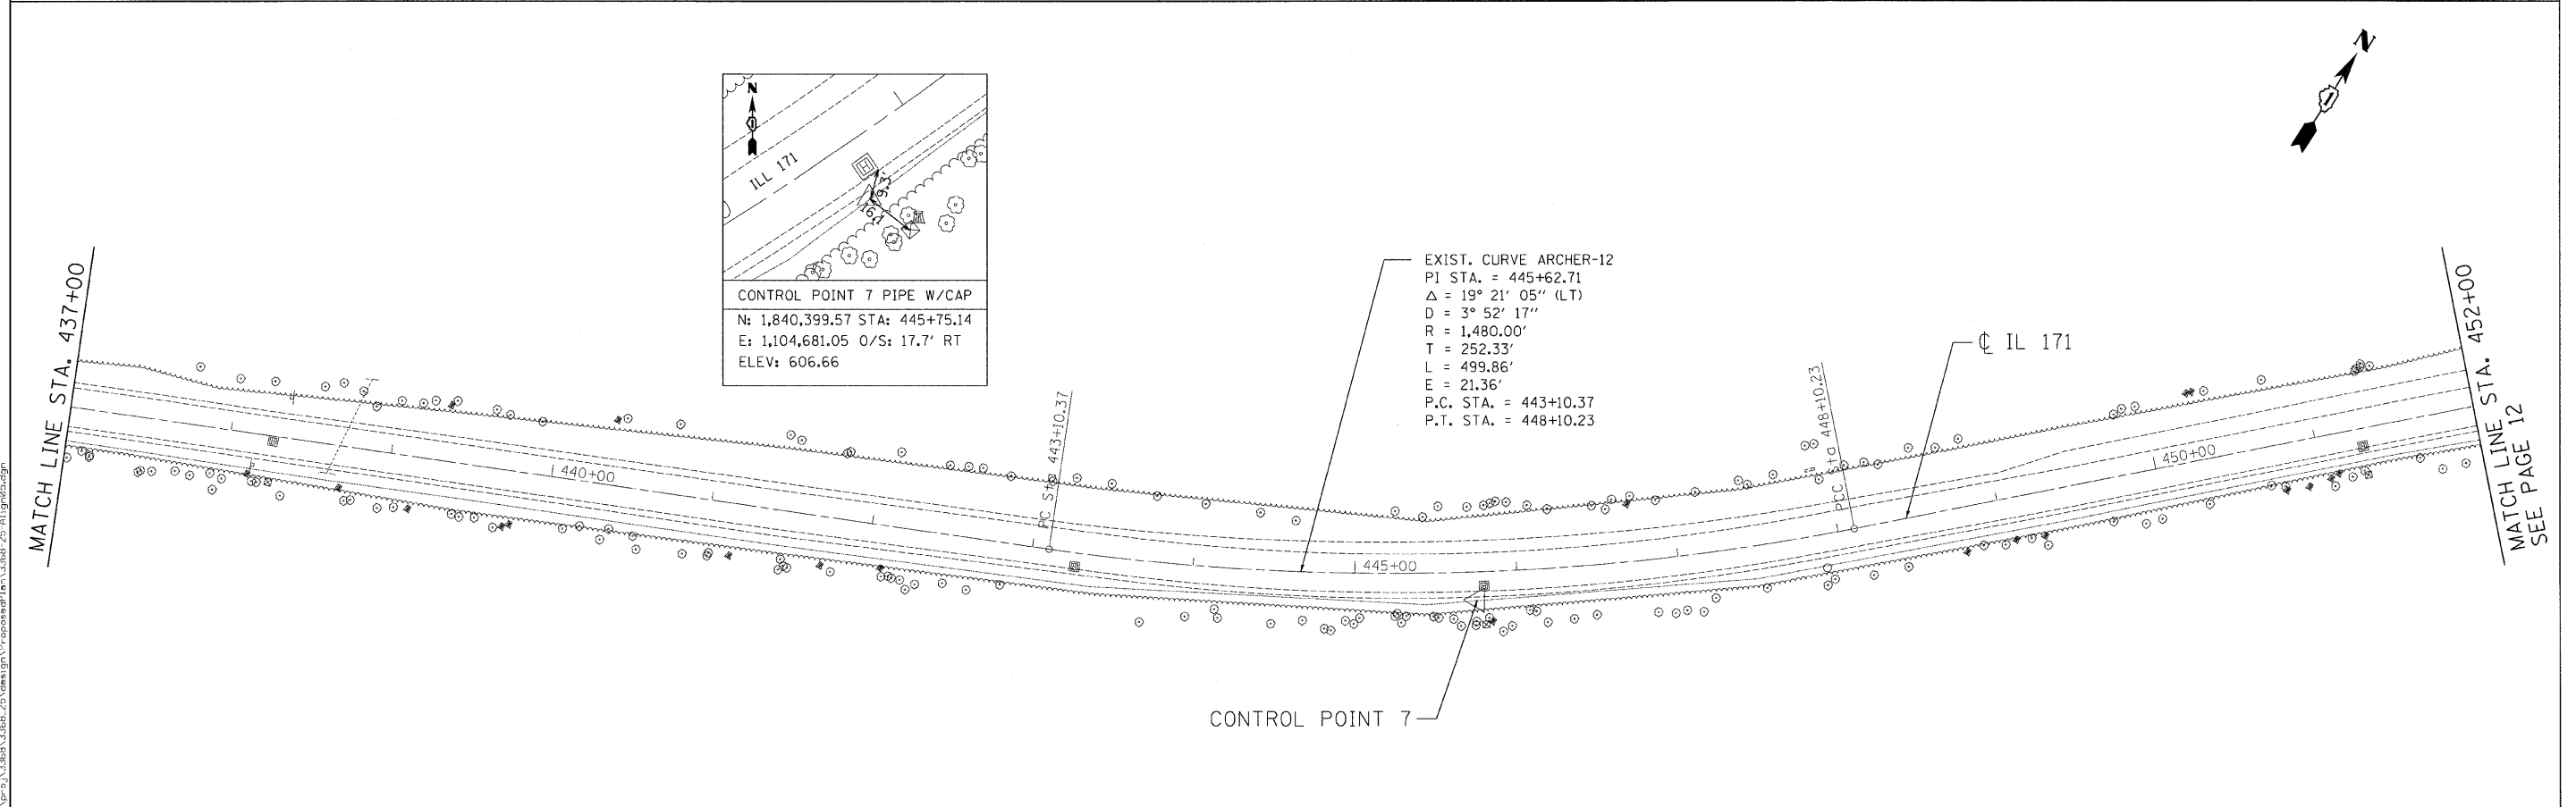 N
N
ILL 171
9.2'
16.2'
CONTROL POINT 7 PIPE W/CAP
N: 1,840,399.57 STA: 445+75.14
E: 1,104,681.05 O/S: 17.7' RT
ELEV: 606.66
EXIST. CURVE ARCHER-12
PI STA. = 445+62.71
Δ = 19° 21' 05" (LT)
D = 3° 52' 17"
R = 1,480.00'
T = 252.33'
L = 499.86'
E = 21.36'
P.C. STA. = 443+10.37
P.T. STA. = 448+10.23
℄ IL 171
MATCH LINE STA. 437+00
440+00
PC Sta 443+10.37
445+00
PCC Sta 448+10.23
450+00
MATCH LINE STA. 452+00
SEE PAGE 12
CONTROL POINT 7